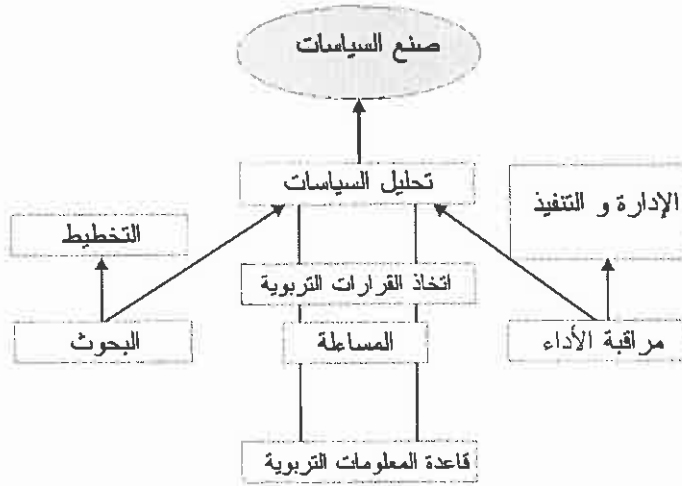 صنع السياسات
تحليل السياسات
الإدارة و التنفيذ
التخطيط
اتخاذ القرارات التربوية
البحوث
المساءلة
مراقبة الأداء
قاعدة المعلومات التربوية